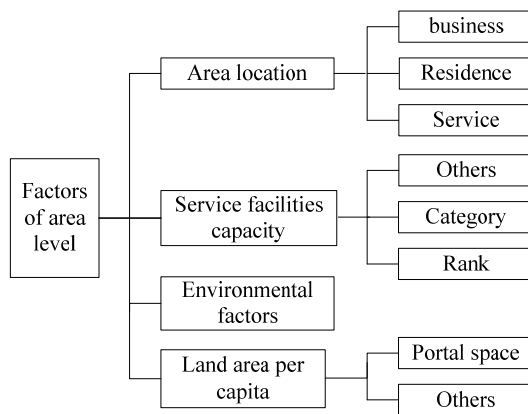 Factors
of area
level
Area location
business
Residence
Service
Service facilities
capacity
Others
Category
Rank
Environmental
factors
Land area per
capita
Portal space
Others